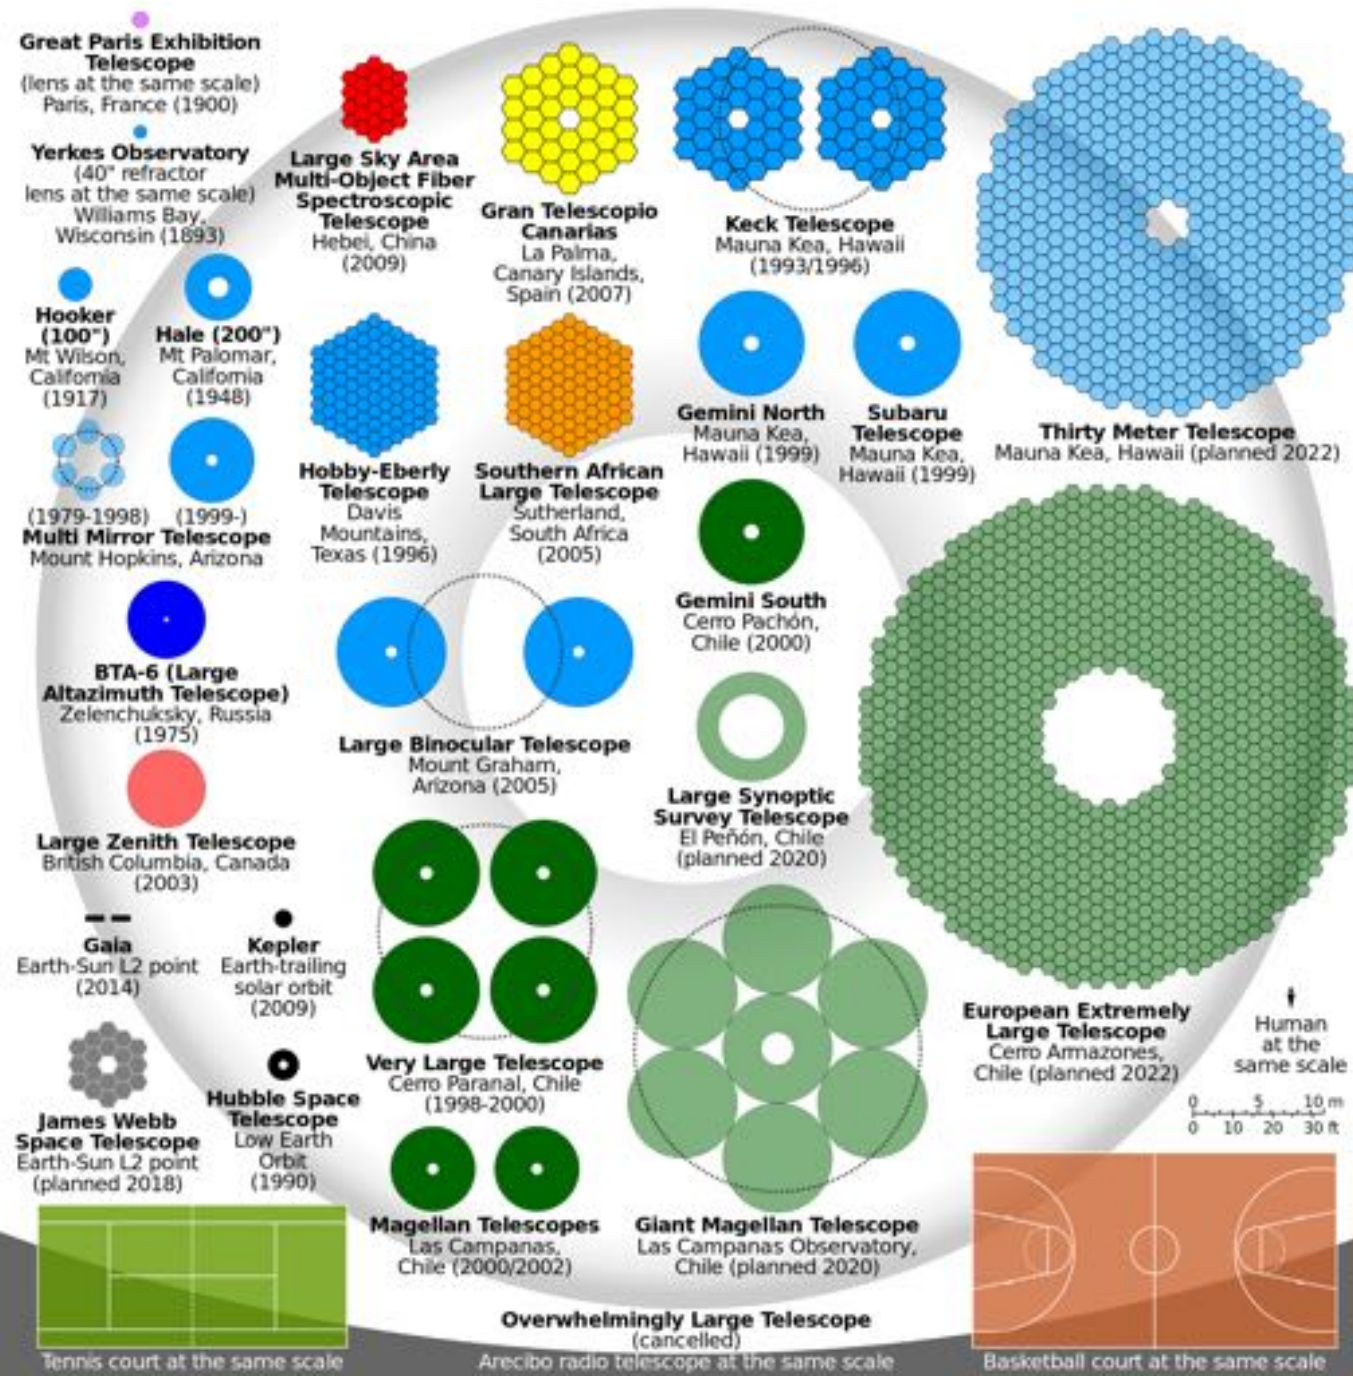 Great Paris Exhibition
Telescope
(lens at the same scale)
Paris, France (1900)
Yerkes Observatory
(40" refractor
lens at the same scale)
Williams Bay,
Wisconsin (1893)
Hooker
(100")
Mt Wilson,
California
(1917)
Hale (200")
Mt Palomar,
California
(1948)
(1979-1998) (1999-)
Multi Mirror Telescope
Mount Hopkins, Arizona
BTA-6 (Large
Altazimuth Telescope)
Zelenchuksky, Russia
(1975)
Large Zenith Telescope
British Columbia, Canada
(2003)
Gaia
Earth-Sun L2 point
(2014)
Kepler
Earth-trailing
solar orbit
(2009)
James Webb
Space Telescope
Earth-Sun L2 point
(planned 2018)
Hubble Space
Telescope
Low Earth
Orbit
(1990)
Large Sky Area
Multi-Object Fiber
Spectroscopic
Telescope
Hebei, China
(2009)
Gran Telescopio
Canarias
La Palma,
Canary Islands,
Spain (2007)
Keck Telescope
Mauna Kea, Hawaii
(1993/1996)
Hobby-Eberly
Telescope
Davis
Mountains,
Texas (1996)
Southern African
Large Telescope
Sutherland,
South Africa
(2005)
Gemini North
Mauna Kea,
Hawaii (1999)
Subaru
Telescope
Mauna Kea,
Hawaii (1999)
Thirty Meter Telescope
Mauna Kea, Hawaii (planned 2022)
Gemini South
Cerro Pachón,
Chile (2000)
Large Binocular Telescope
Mount Graham,
Arizona (2005)
Large Synoptic
Survey Telescope
El Peñón, Chile
(planned 2020)
Very Large Telescope
Cerro Paranal, Chile
(1998-2000)
Magellan Telescopes
Las Campanas,
Chile (2000/2002)
Giant Magellan Telescope
Las Campanas Observatory,
Chile (planned 2020)
European Extremely
Large Telescope
Cerro Armazones,
Chile (planned 2022)
Human
at the
same scale
0 5 10 m
0 10 20 30 ft
Overwhelmingly Large Telescope
(cancelled)
Tennis court at the same scale
Arecibo radio telescope at the same scale
Basketball court at the same scale